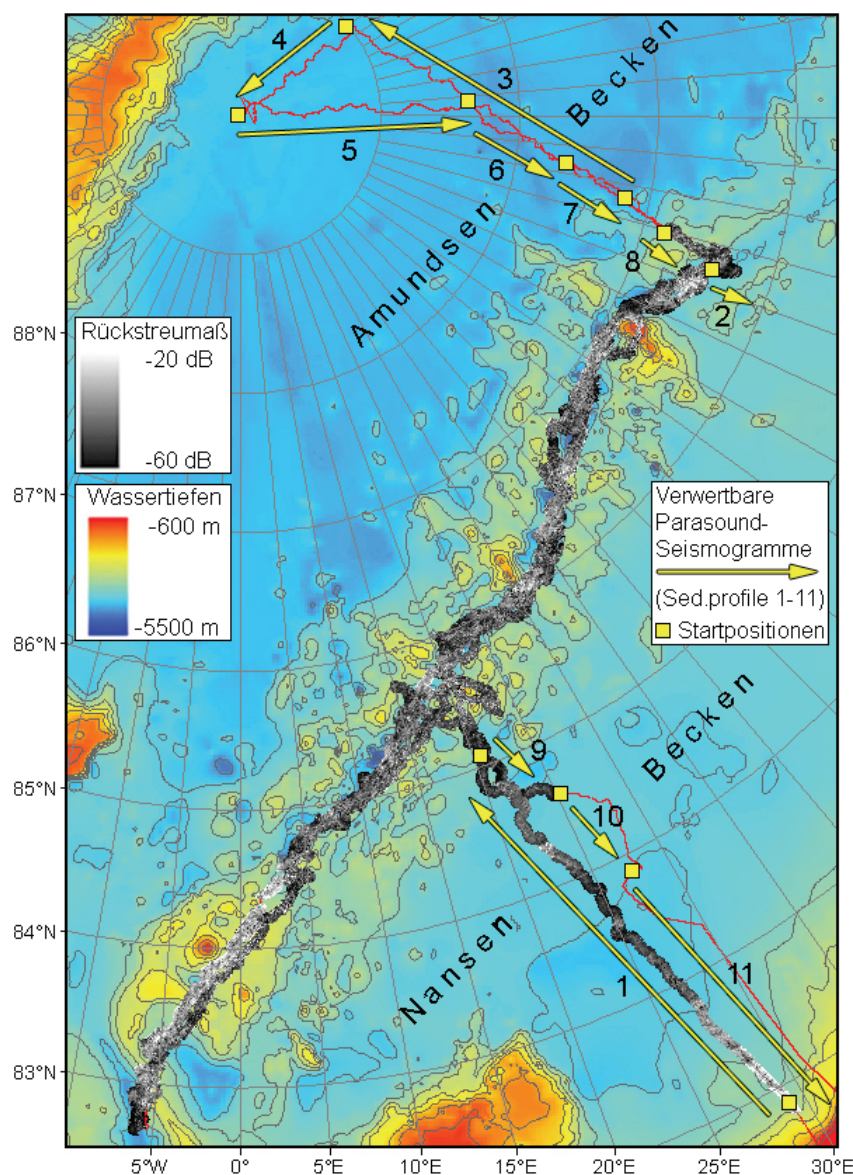 4
3
Becken
5
6
7
8
2
Amundsen
88°N
87°N
86°N
85°N
84°N
83°N
Rückstreumaß
-20 dB
-60 dB
Wassertiefen
-600 m
-5500 m
Verwertbare
Parasound-
Seismogramme
(Sed.profile 1-11)
Startpositionen
Becken
9
10
Nansen
1
11
5°W
0°E
5°E
10°E
15°E
20°E
25°E
30°E